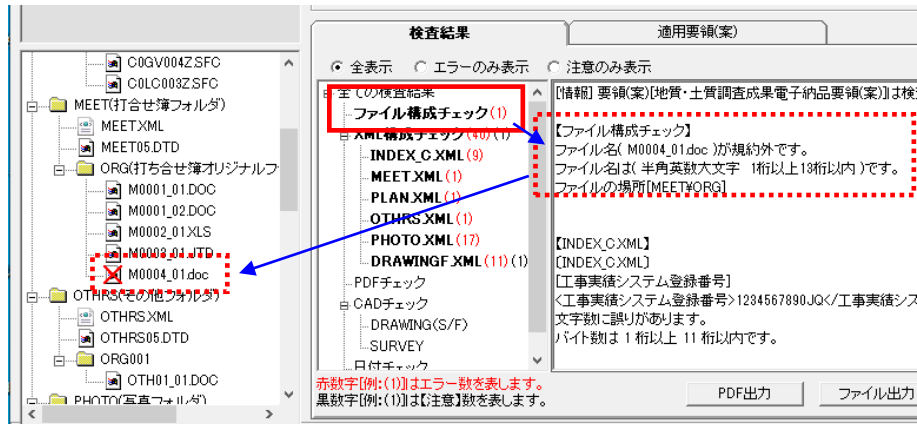 C0GV004Z.SFC
C0LC003Z.SFC
MEET(打合せ簿フォルダ)
MEET.XML
MEET05.DTD
ORG(打ち合せ簿オリジナルフ
M0001_01.DOC
M0001_02.DOC
M0002_01.XLS
M0003_01.JTD
M0004_01.doc
OTHRS(その他フォルダ)
OTHRS.XML
OTHRS05.DTD
ORG001
OTH01_01.DOC
PHOTO(写真フォルダ)
検査結果
適用要領(案)
全表示
エラーのみ表示
注意のみ表示
全ての検査結果
ファイル構成チェック(1)
XML構成チェック(40)(1)
INDEX_C.XML(9)
MEET.XML(1)
PLAN.XML(1)
OTHRS.XML(1)
PHOTO.XML(17)
DRAWINGF.XML(11)(1)
PDFチェック
CADチェック
DRAWING(S/F)
SURVEY
日付チェック
赤数字[例:(1)]はエラー数を表します。
黒数字[例:(1)]は【注意】数を表します。
[情報] 要領(案)[地質・土質調査成果電子納品要領(案)]は検
【ファイル構成チェック】
ファイル名( M0004_01.doc )が規約外です。
ファイル名は( 半角英数大文字 1桁以上13桁以内 )です。
ファイルの場所[MEET¥ORG]
【INDEX_C.XML】
[INDEX_C.XML]
[工事実績システム登録番号]
<工事実績システム登録番号>1234567890JQ</工事実績シス
文字数に誤りがあります。
バイト数は 1 桁以上 11 桁以内です。
PDF出力
ファイル出力